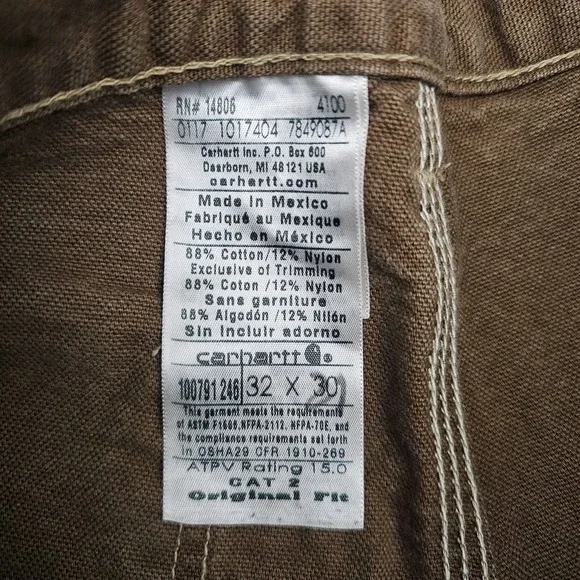 RN# 14806 4100
0117 1017404 7849087A
Carhartt Inc. P.O. Box 600
Dearborn, MI 48121 USA
carhartt.com
Made in Mexico
Fabriqué au Mexique
Hecho en México
88% Cotton/12% Nylon
Exclusive of Trimming
88% Coton /12% Nylon
Sans garniture
88% Algodón /12% Nilón
Sin incluir adorno
carhartt
100791 246 32 X 30
This garment meets the requirements
of ASTM F1506,NFPA-2112, NFPA-70E, and
the compliance requirements set forth
in OSHA29 CFR 1910-269
ATPV Rating 15.0
CAT 2
Original Fit